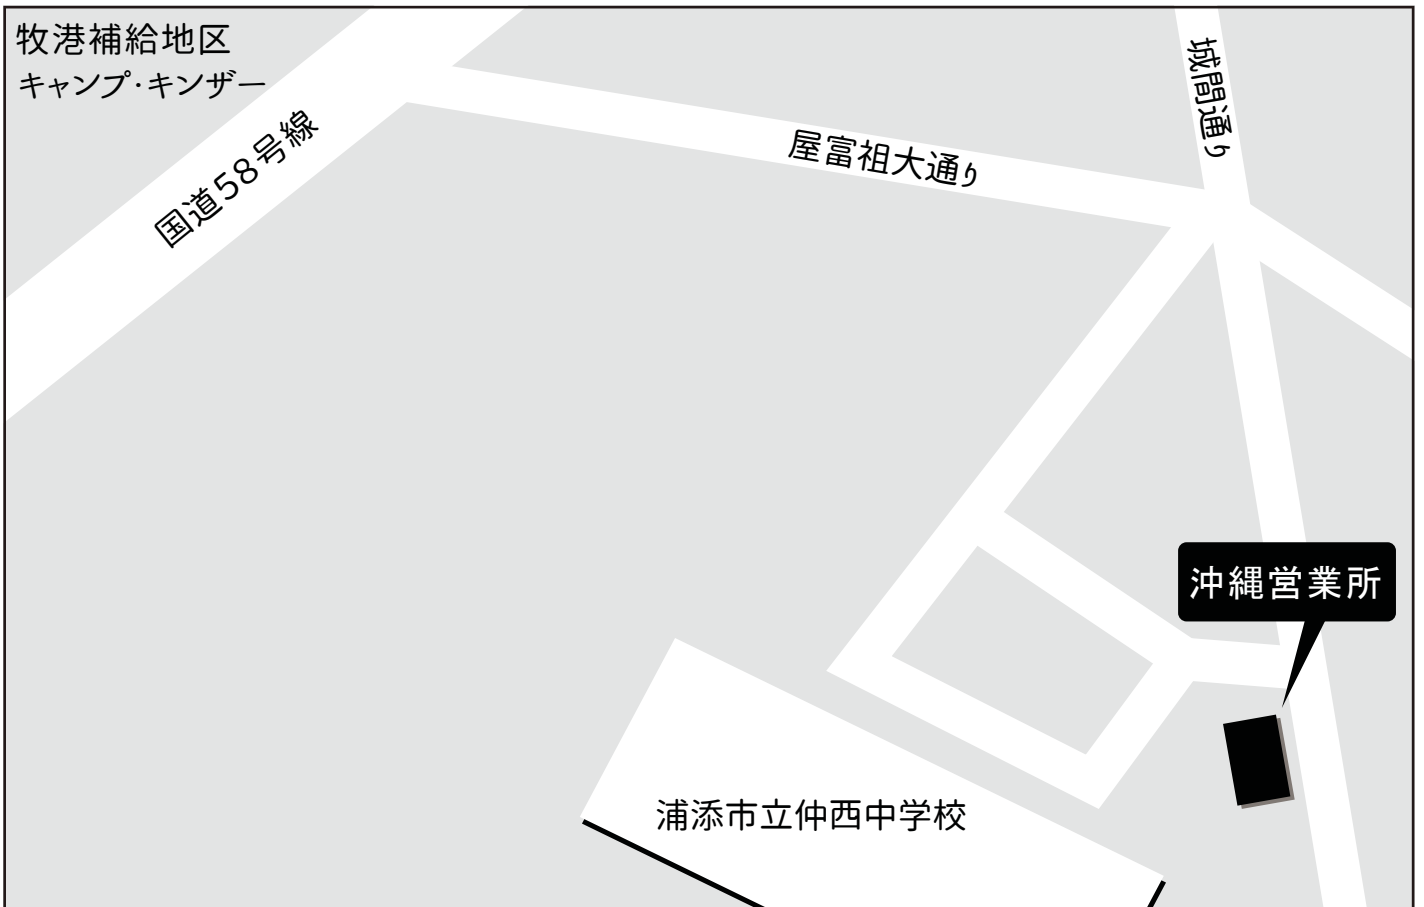 牧港補給地区
キャンプ・キンザー
国道58号線
屋富祖大通り
城間通り
沖縄営業所
浦添市立仲西中学校